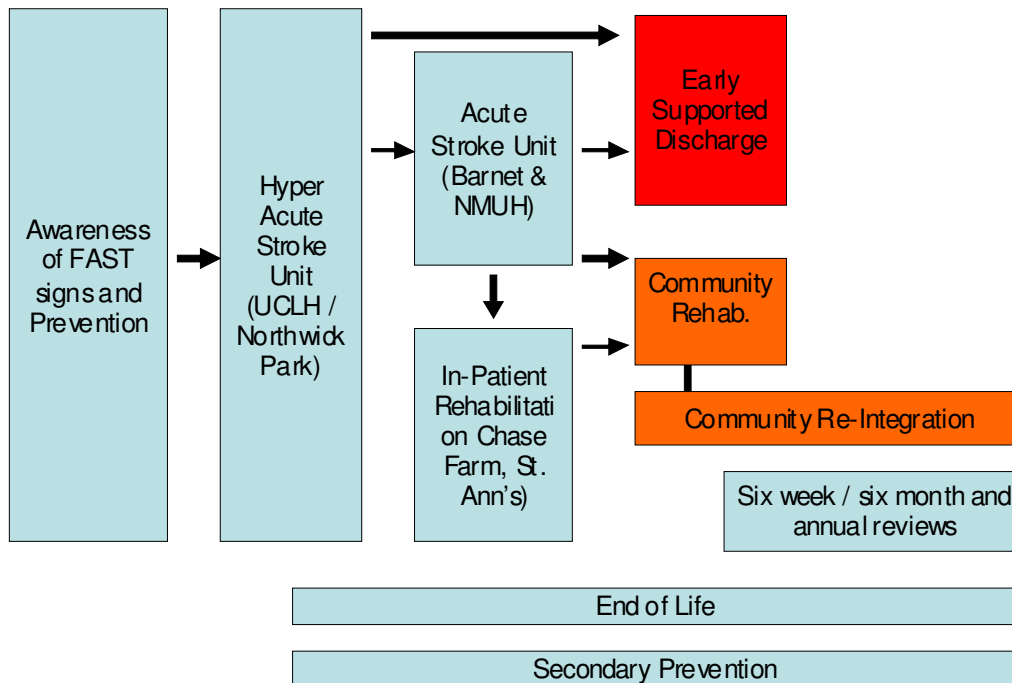 Awareness
of FAST
signs and
Prevention
Hyper
Acute
Stroke
Unit
(UCLH /
Northwick
Park)
Acute
Stroke Unit
(Barnet &
NMUH)
In-Patient
Rehabilitati
on Chase
Farm, St.
Ann's)
Early
Supported
Discharge
Community
Rehab.
Community Re-Integration
Six week / six month and
annual reviews
End of Life
Secondary Prevention